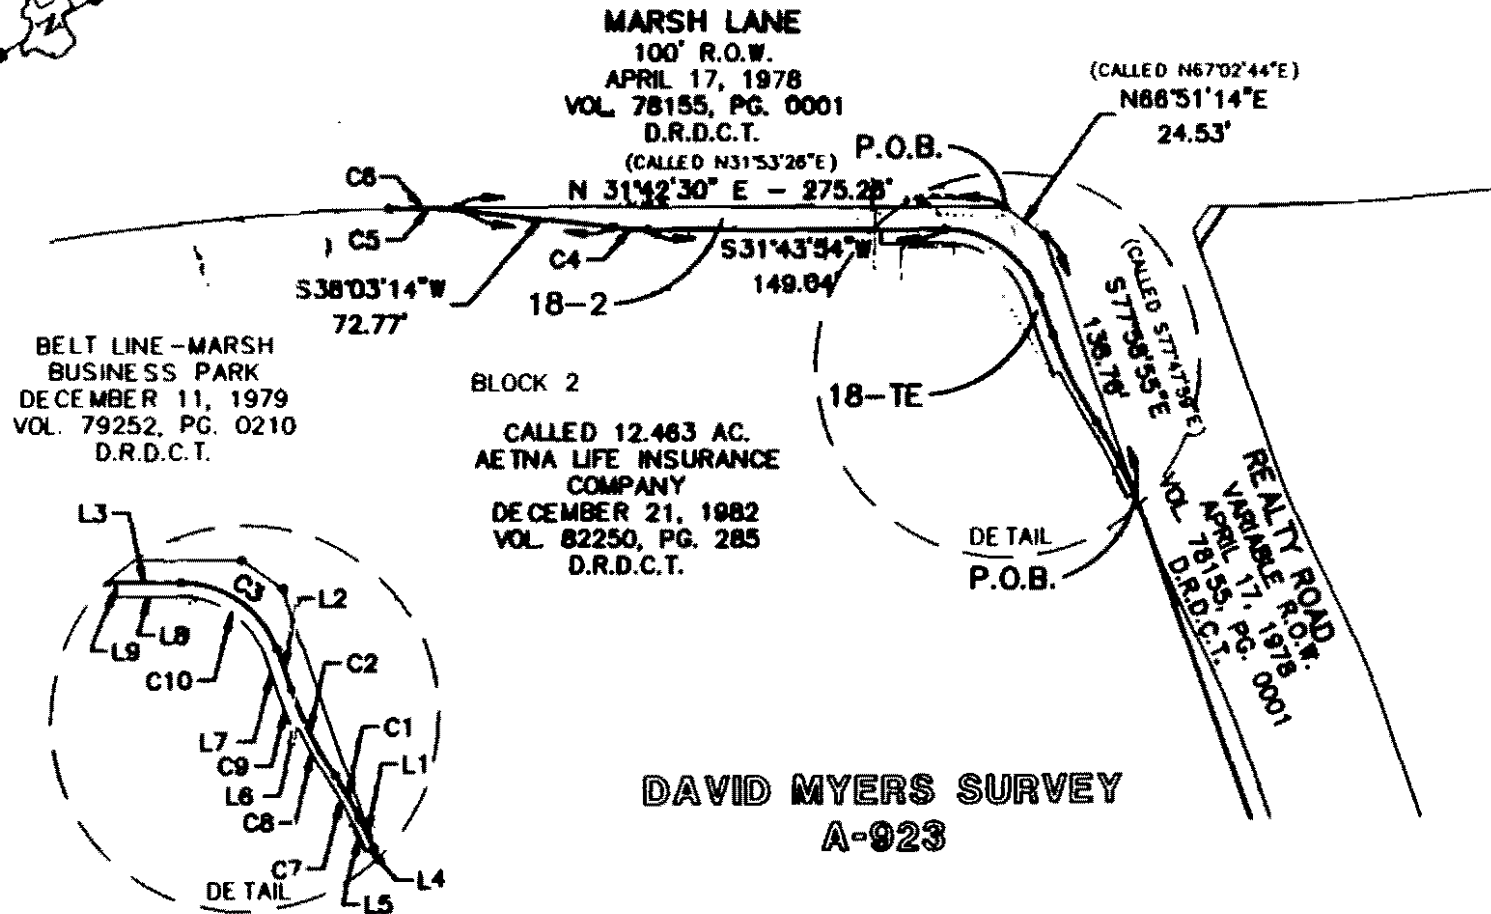 MARSH LANE
100' R.O.W.
APRIL 17, 1978
VOL. 78155, PG. 0001
D.R.D.C.T.
(CALLED N31°53'26"E)
N 31°42'30" E - 275.26'
(CALLED N67°02'44"E)
N66°51'14"E
24.53'
P.O.B.
C6
C5
C4
S38°03'14"W
72.77'
18-2
S31°43'54"W
149.64'
(CALLED S77°47'59"E)
S77°58'55"E
136.76'
18-TE
BELT LINE-MARSH
BUSINESS PARK
DECEMBER 11, 1979
VOL. 79252, PG. 0210
D.R.D.C.T.
BLOCK 2
CALLED 12.463 AC.
AETNA LIFE INSURANCE
COMPANY
DECEMBER 21, 1982
VOL. 82250, PG. 285
D.R.D.C.T.
DETAIL
P.O.B.
REALTY ROAD
VARIABLE R.O.W.
APRIL 17, 1978
VOL. 78155, PG. 0001
D.R.D.C.T.
L3
C3
L2
L9
L8
C10
C2
L7
C9
L6
C8
C1
L1
C7
L4
L5
DETAIL
DAVID MYERS SURVEY
A-923